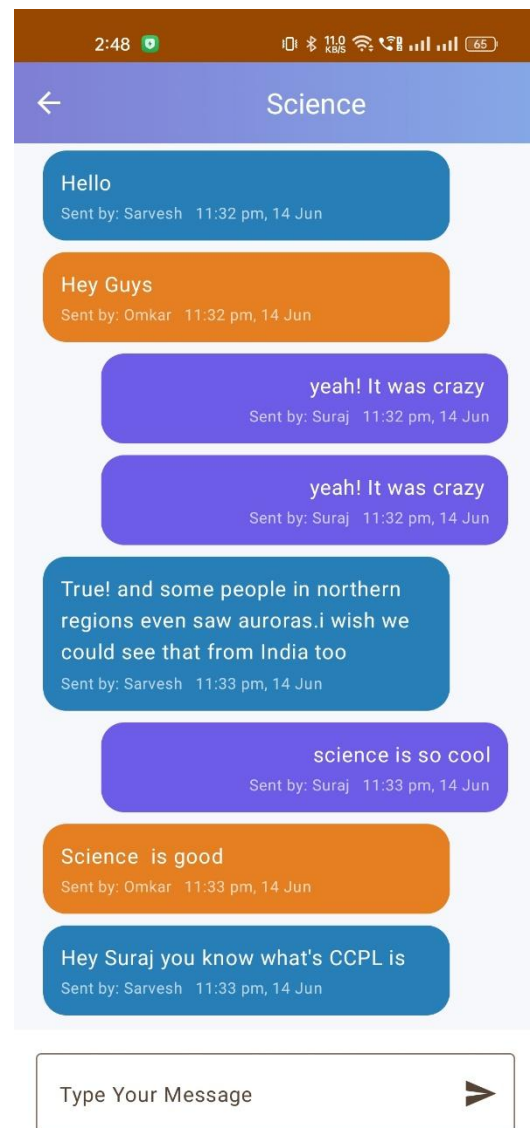 2:48
11.0
KB/S
65
Science
Hello
Sent by: Sarvesh 11:32 pm, 14 Jun
Hey Guys
Sent by: Omkar 11:32 pm, 14 Jun
yeah! It was crazy
Sent by: Suraj 11:32 pm, 14 Jun
yeah! It was crazy
Sent by: Suraj 11:32 pm, 14 Jun
True! and some people in northern
regions even saw auroras.i wish we
could see that from India too
Sent by: Sarvesh 11:33 pm, 14 Jun
science is so cool
Sent by: Suraj 11:33 pm, 14 Jun
Science is good
Sent by: Omkar 11:33 pm, 14 Jun
Hey Suraj you know what's CCPL is
Sent by: Sarvesh 11:33 pm, 14 Jun
Type Your Message